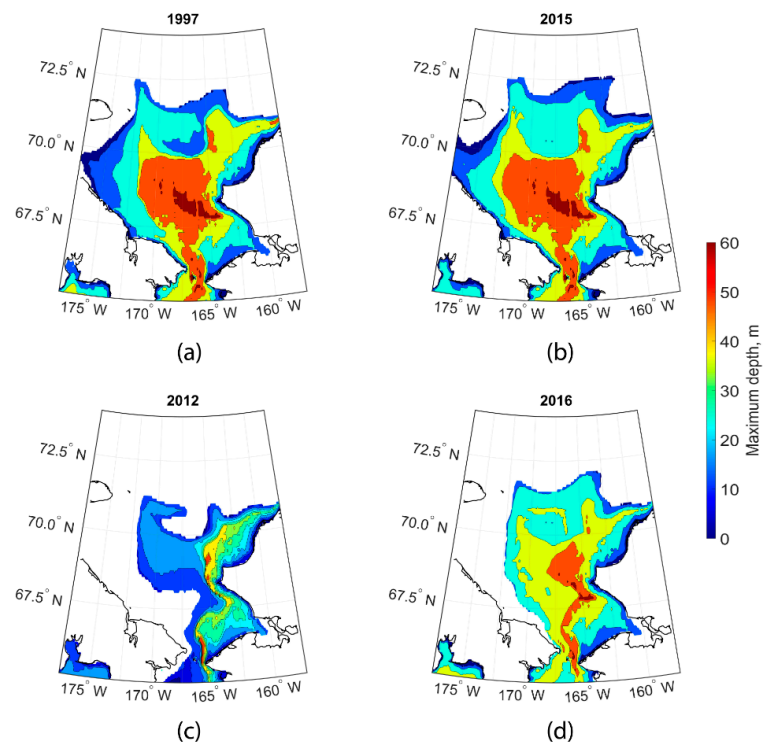 1997
72.5° N
70.0° N
67.5° N
175° W
170° W
165° W
160° W
(a)
2015
72.5° N
70.0° N
67.5° N
175° W
170° W
165° W
160° W
(b)
2012
72.5° N
70.0° N
67.5° N
175° W
170° W
165° W
160° W
(c)
2016
72.5° N
70.0° N
67.5° N
175° W
170° W
165° W
160° W
(d)
60
50
40
30
20
10
0
Maximum depth, m